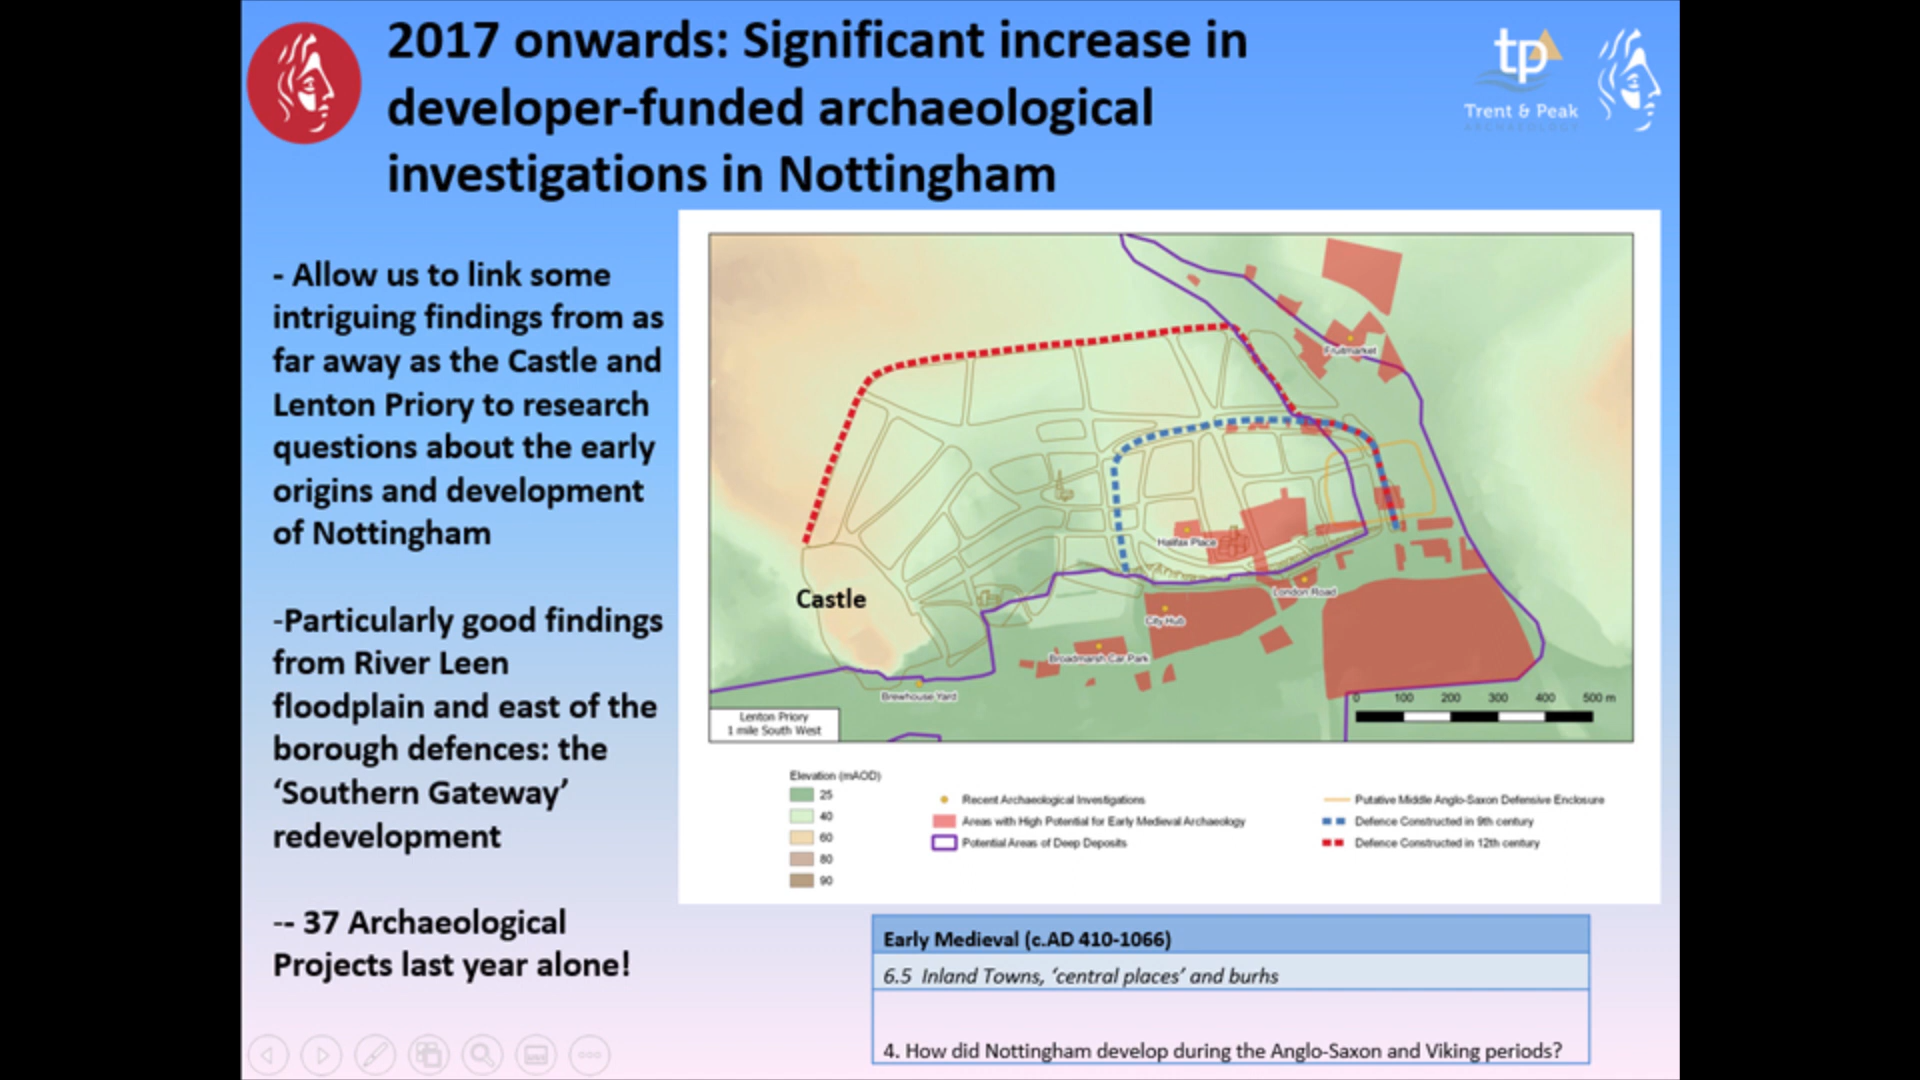 2017 onwards: Significant increase in
developer-funded archaeological
investigations in Nottingham
tp
Trent & Peak
ARCHAEOLOGY
- Allow us to link some
intriguing findings from as
far away as the Castle and
Lenton Priory to research
questions about the early
origins and development
of Nottingham
-Particularly good findings
from River Leen
floodplain and east of the
borough defences: the
‘Southern Gateway’
redevelopment
-- 37 Archaeological
Projects last year alone!
Fruitmarket
Halifax Place
London Road
City Hub
Broadmarsh Car Park
Castle
Brewhouse Yard
Lenton Priory
1 mile South West
0 100 200 300 400 500 m
Elevation (mAOD)
25
40
60
80
90
Recent Archaeological Investigations
Areas with High Potential for Early Medieval Archaeology
Potential Areas of Deep Deposits
Putative Middle Anglo-Saxon Defensive Enclosure
Defence Constructed in 9th century
Defence Constructed in 12th century
Early Medieval (c.AD 410-1066)
6.5 Inland Towns, ‘central places’ and burhs
4. How did Nottingham develop during the Anglo-Saxon and Viking periods?